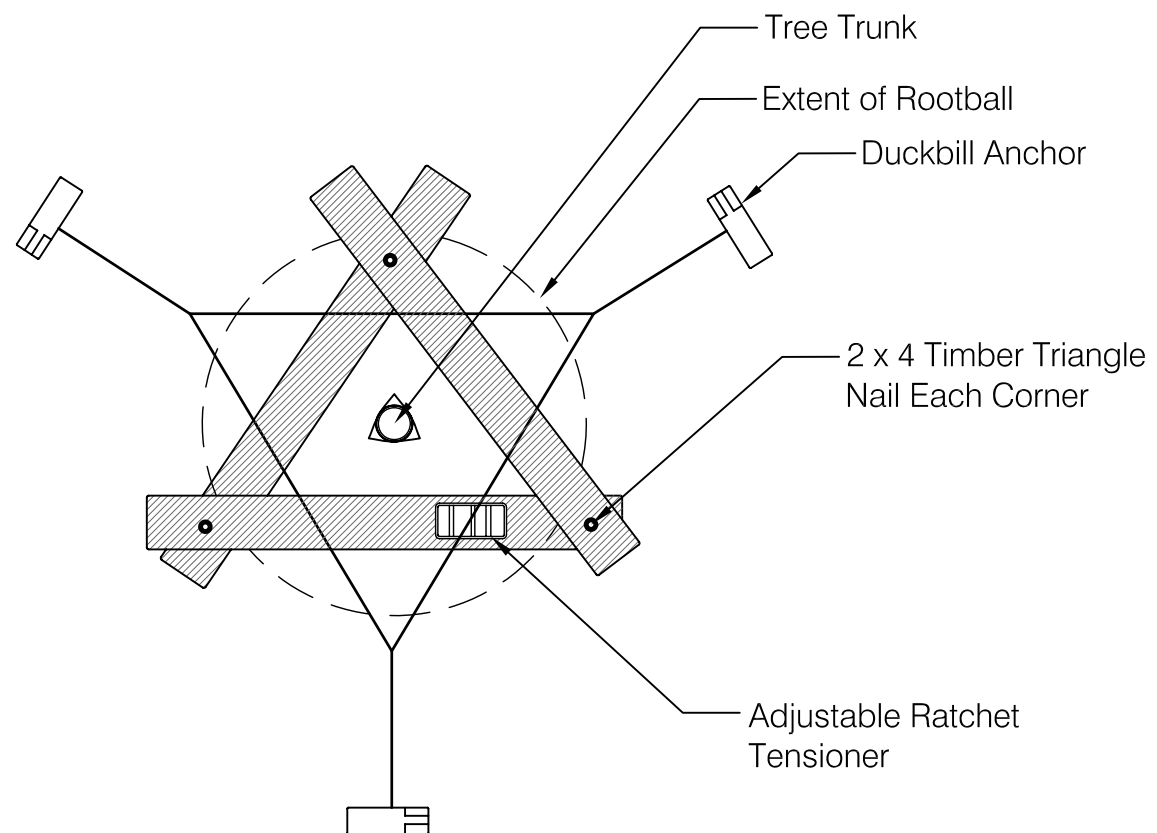 Tree Trunk
Extent of Rootball
Duckbill Anchor
2 x 4 Timber Triangle
Nail Each Corner
Adjustable Ratchet
Tensioner